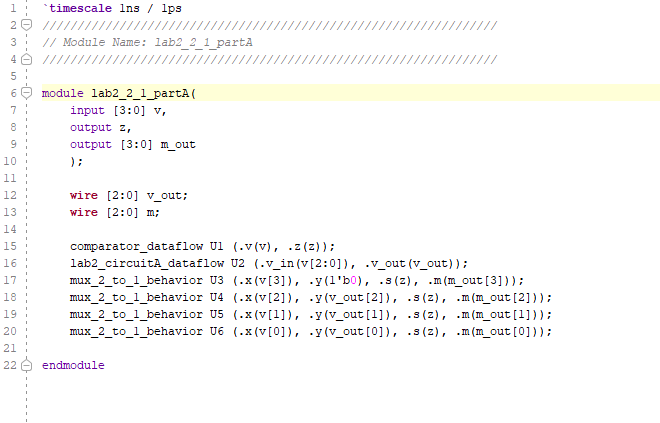 1 `timescale 1ns / 1ps
2 /////////////////////////////////////////////////////////////////
3 // Module Name: lab2_2_1_partA
4 /////////////////////////////////////////////////////////////////
5
6 module lab2_2_1_partA(
7 input [3:0] v,
8 output z,
9 output [3:0] m_out
10 );
11
12 wire [2:0] v_out;
13 wire [2:0] m;
14
15 comparator_dataflow U1 (.v(v), .z(z));
16 lab2_circuitA_dataflow U2 (.v_in(v[2:0]), .v_out(v_out));
17 mux_2_to_1_behavior U3 (.x(v[3]), .y(1'b0), .s(z), .m(m_out[3]));
18 mux_2_to_1_behavior U4 (.x(v[2]), .y(v_out[2]), .s(z), .m(m_out[2]));
19 mux_2_to_1_behavior U5 (.x(v[1]), .y(v_out[1]), .s(z), .m(m_out[1]));
20 mux_2_to_1_behavior U6 (.x(v[0]), .y(v_out[0]), .s(z), .m(m_out[0]));
21
22 endmodule